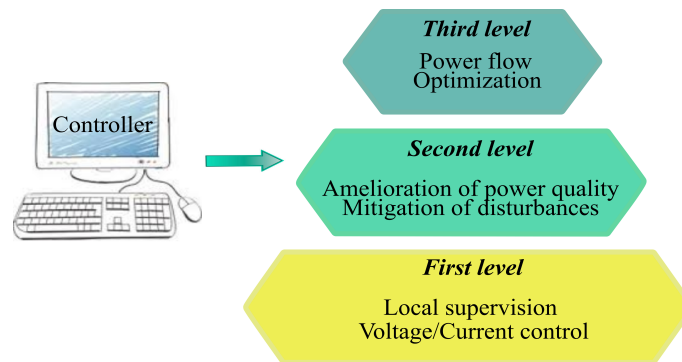 Controller
Third level
Power flow
Optimization
Second level
Amelioration of power quality
Mitigation of disturbances
First level
Local supervision
Voltage/Current control